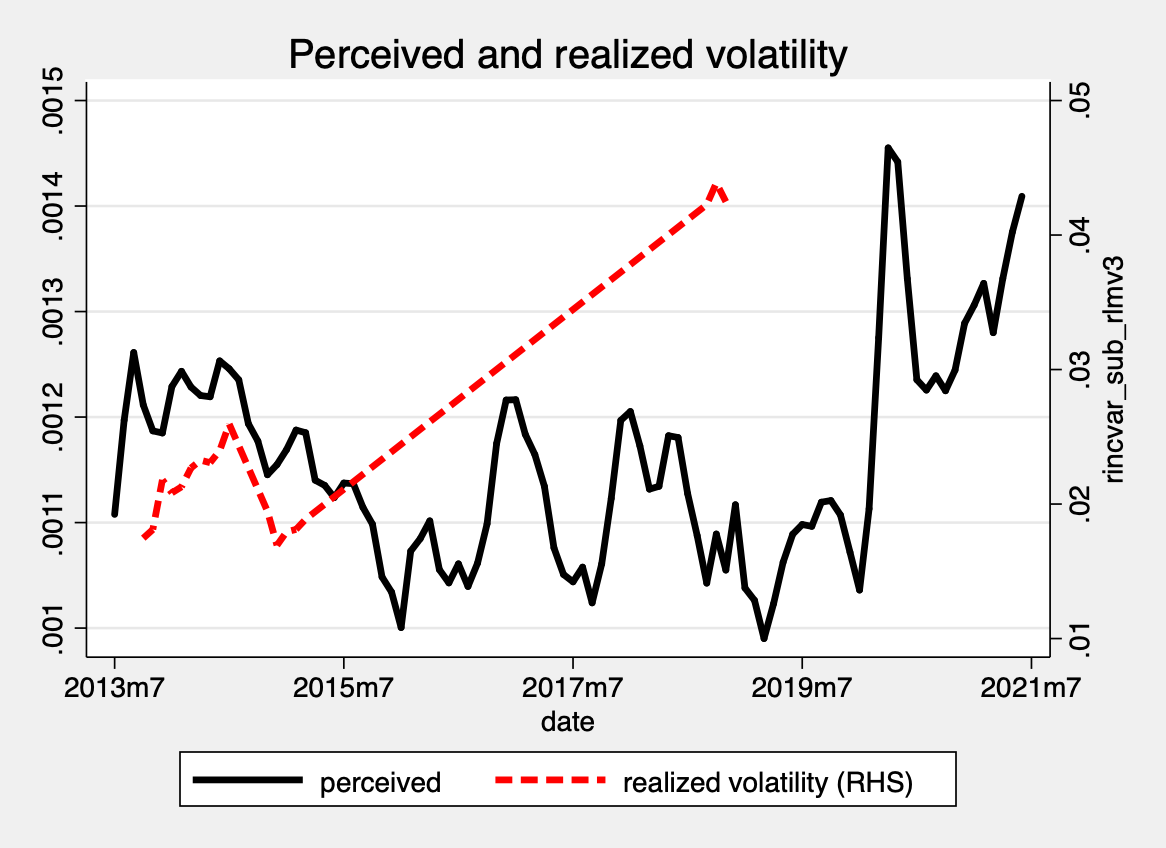 Perceived and realized volatility
.0015
.0014
.0013
.0012
.0011
.001
.05
.04
.03
.02
.01
rincvar_sub_rlmv3
2013m7
2015m7
2017m7
2019m7
2021m7
date
perceived
realized volatility (RHS)